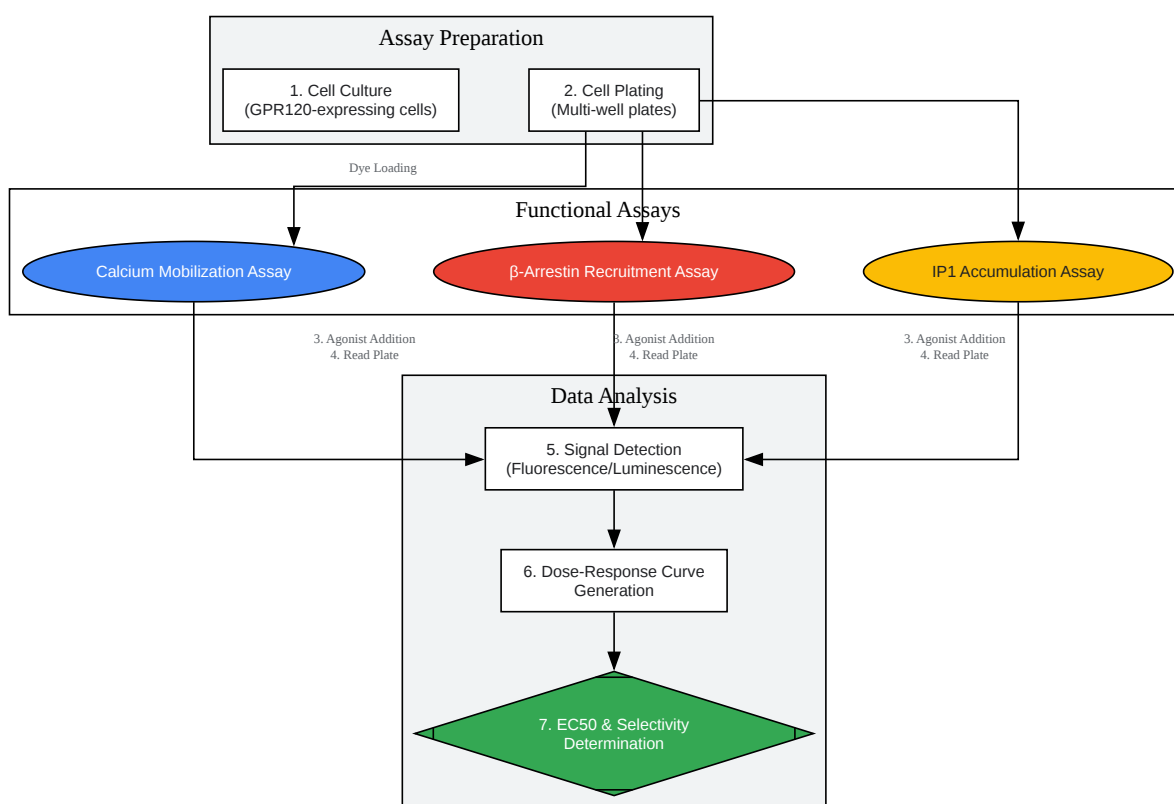 Assay Preparation
1. Cell Culture
(GPR120-expressing cells)
2. Cell Plating
(Multi-well plates)
Dye Loading
Functional Assays
Calcium Mobilization Assay
β-Arrestin Recruitment Assay
IP1 Accumulation Assay
3. Agonist Addition
4. Read Plate
3. Agonist Addition
4. Read Plate
3. Agonist Addition
4. Read Plate
Data Analysis
5. Signal Detection
(Fluorescence/Luminescence)
6. Dose-Response Curve
Generation
7. EC50 & Selectivity
Determination